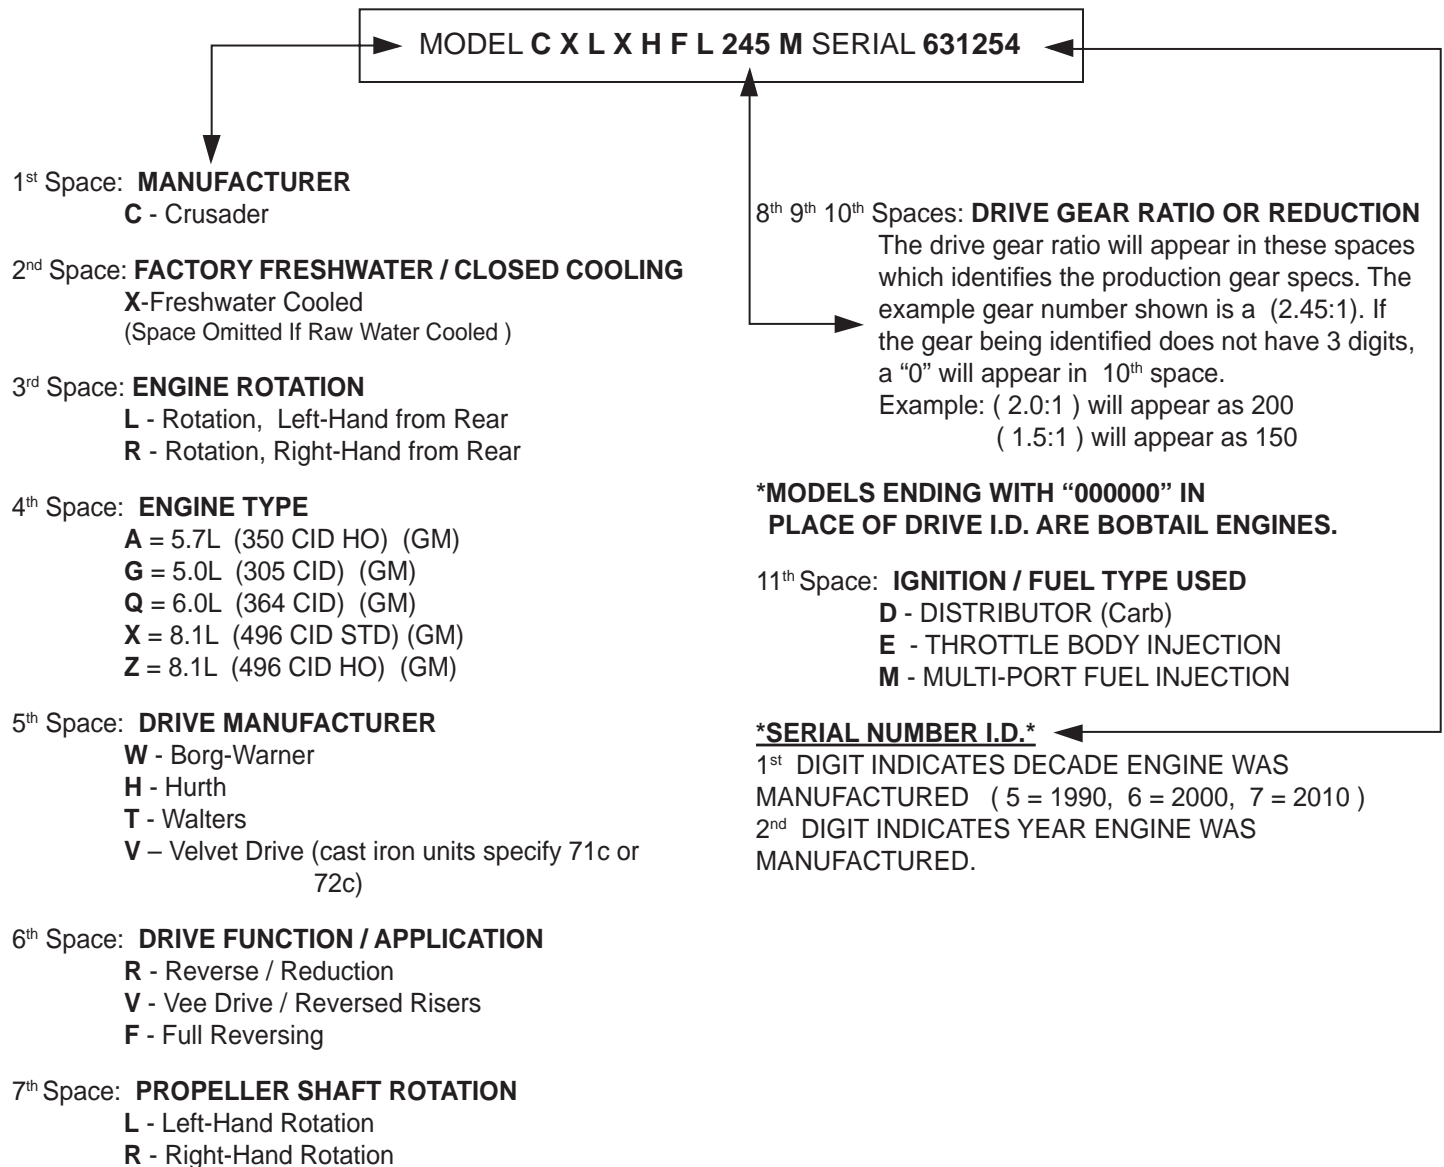 MODEL C X L X H F L 245 M SERIAL 631254
1st Space: MANUFACTURER
C - Crusader
2nd Space: FACTORY FRESHWATER / CLOSED COOLING
X-Freshwater Cooled
(Space Omitted If Raw Water Cooled )
3rd Space: ENGINE ROTATION
L - Rotation, Left-Hand from Rear
R - Rotation, Right-Hand from Rear
4th Space: ENGINE TYPE
A = 5.7L (350 CID HO) (GM)
G = 5.0L (305 CID) (GM)
Q = 6.0L (364 CID) (GM)
X = 8.1L (496 CID STD) (GM)
Z = 8.1L (496 CID HO) (GM)
5th Space: DRIVE MANUFACTURER
W - Borg-Warner
H - Hurth
T - Walters
V – Velvet Drive (cast iron units specify 71c or
72c)
6th Space: DRIVE FUNCTION / APPLICATION
R - Reverse / Reduction
V - Vee Drive / Reversed Risers
F - Full Reversing
7th Space: PROPELLER SHAFT ROTATION
L - Left-Hand Rotation
R - Right-Hand Rotation
8th 9th 10th Spaces: DRIVE GEAR RATIO OR REDUCTION
The drive gear ratio will appear in these spaces
which identifies the production gear specs. The
example gear number shown is a (2.45:1). If
the gear being identified does not have 3 digits,
a “0” will appear in 10th space.
Example: ( 2.0:1 ) will appear as 200
( 1.5:1 ) will appear as 150
*MODELS ENDING WITH “000000” IN
PLACE OF DRIVE I.D. ARE BOBTAIL ENGINES.
11th Space: IGNITION / FUEL TYPE USED
D - DISTRIBUTOR (Carb)
E - THROTTLE BODY INJECTION
M - MULTI-PORT FUEL INJECTION
*SERIAL NUMBER I.D.*
1st DIGIT INDICATES DECADE ENGINE WAS
MANUFACTURED ( 5 = 1990, 6 = 2000, 7 = 2010 )
2nd DIGIT INDICATES YEAR ENGINE WAS
MANUFACTURED.